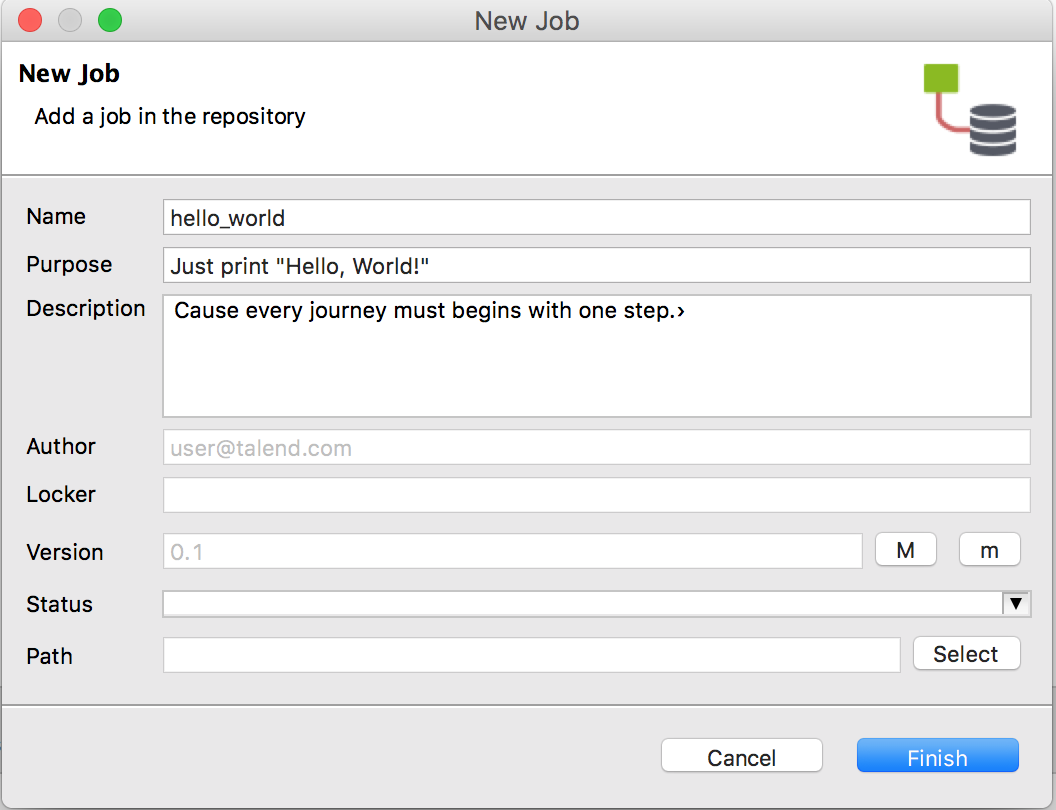 New Job
New Job
Add a job in the repository
Name hello_world
Purpose Just print "Hello, World!"
Description Cause every journey must begins with one step.›
Author user@talend.com
Locker
Version 0.1 M m
Status ▼
Path Select
Cancel Finish